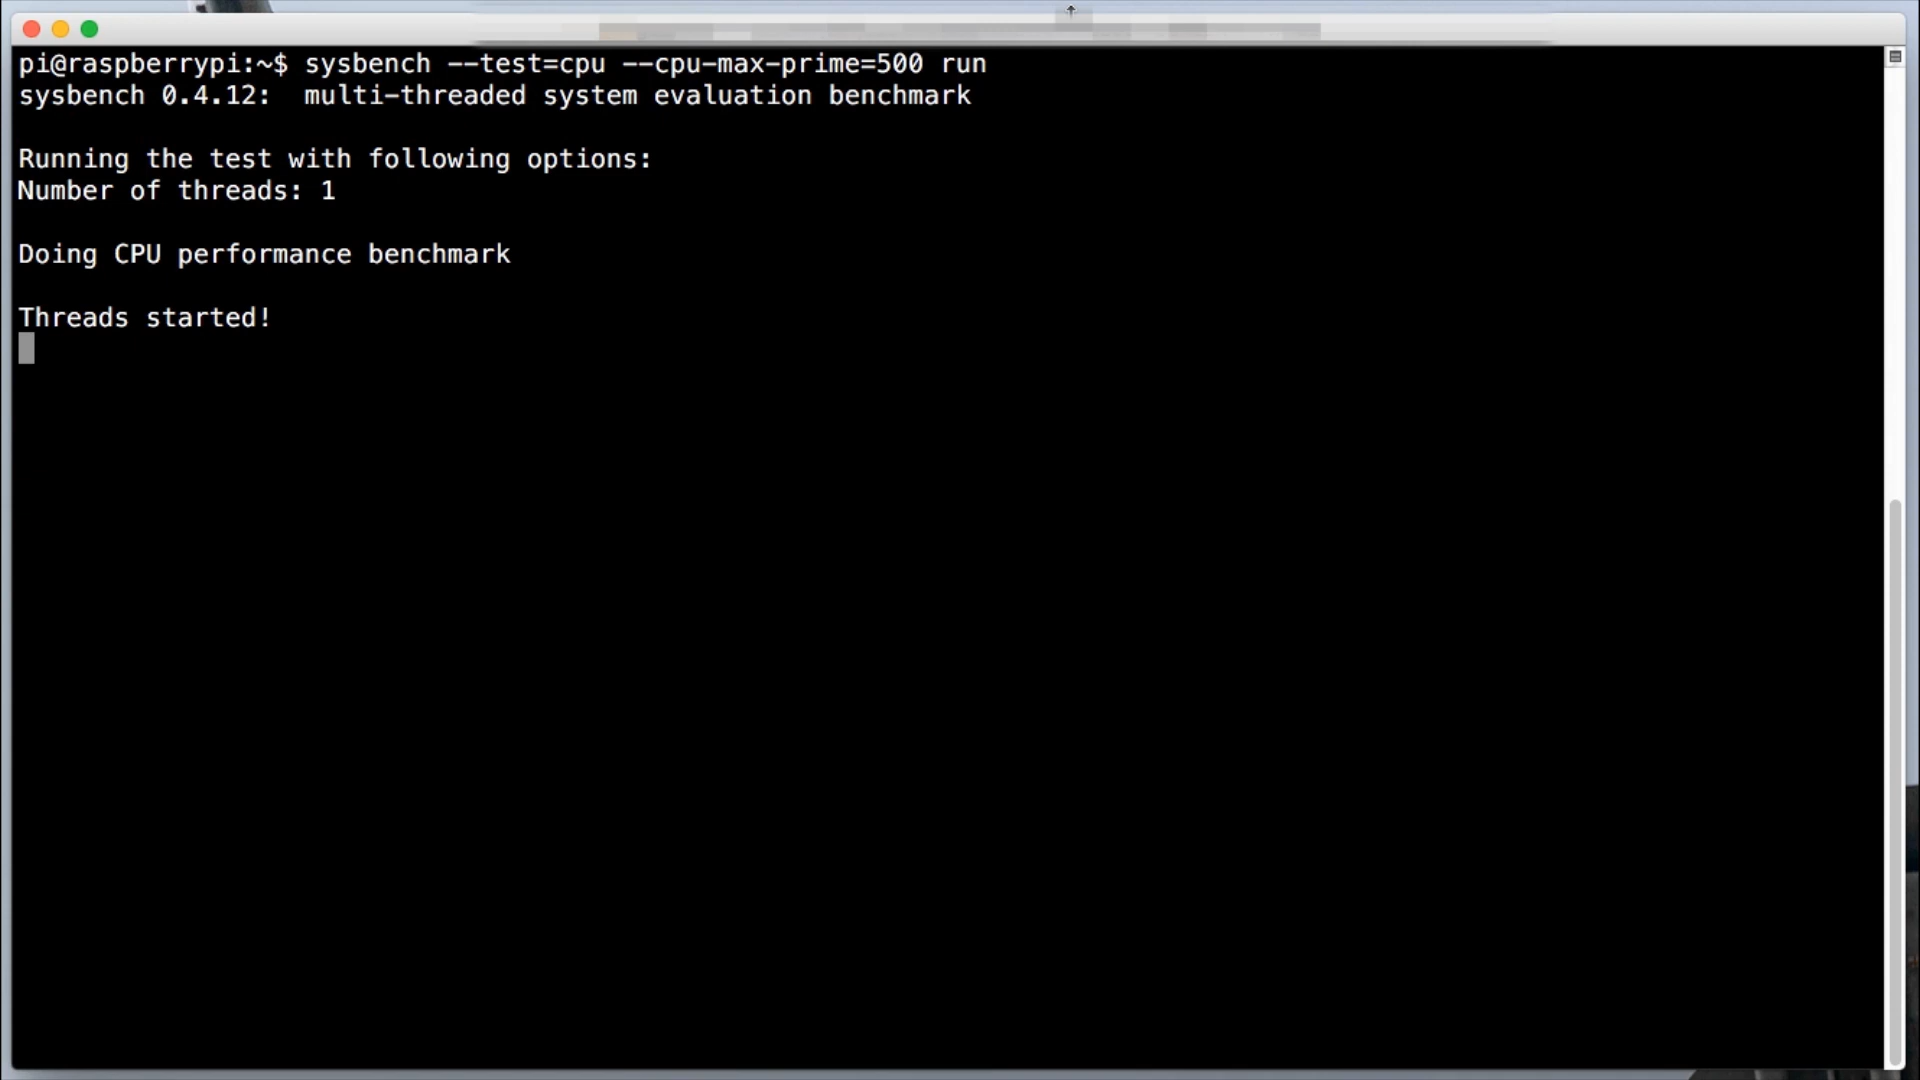 pi@raspberrypi:~$ sysbench --test=cpu --cpu-max-prime=500 run
sysbench 0.4.12:  multi-threaded system evaluation benchmark
Running the test with following options:
Number of threads: 1
Doing CPU performance benchmark
Threads started!